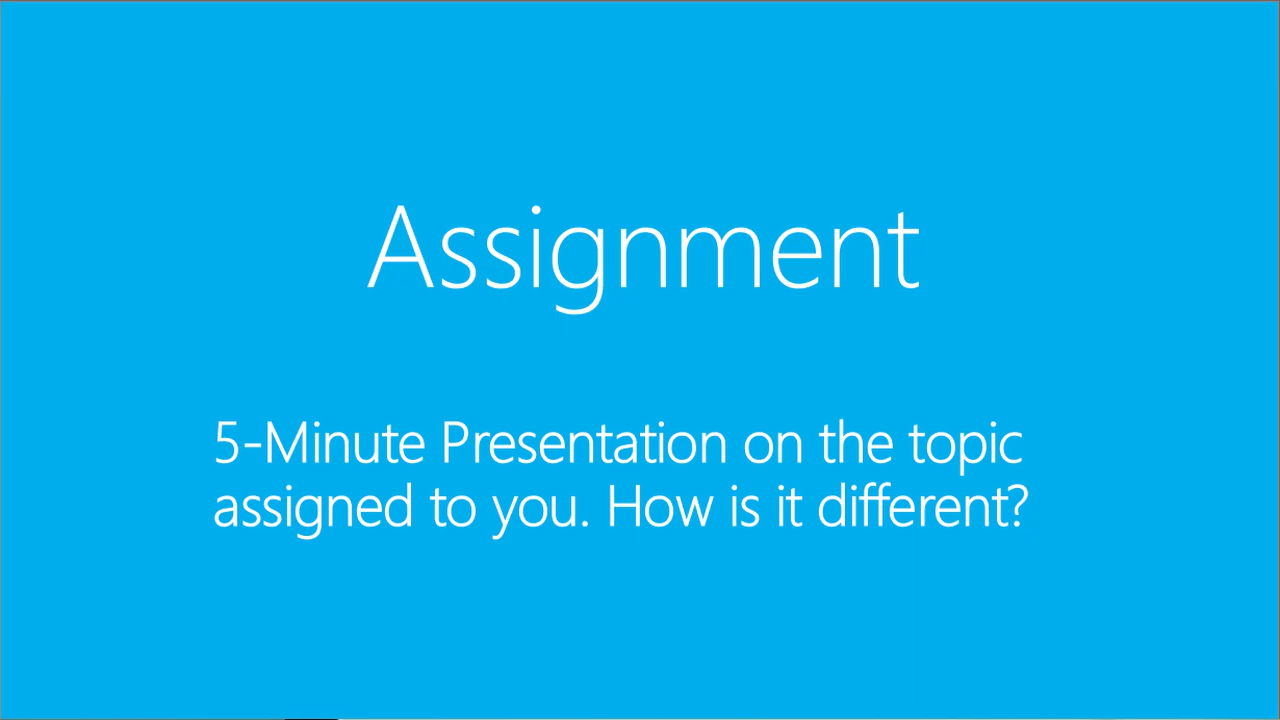 Assignment
5-Minute Presentation on the topic
assigned to you. How is it different?